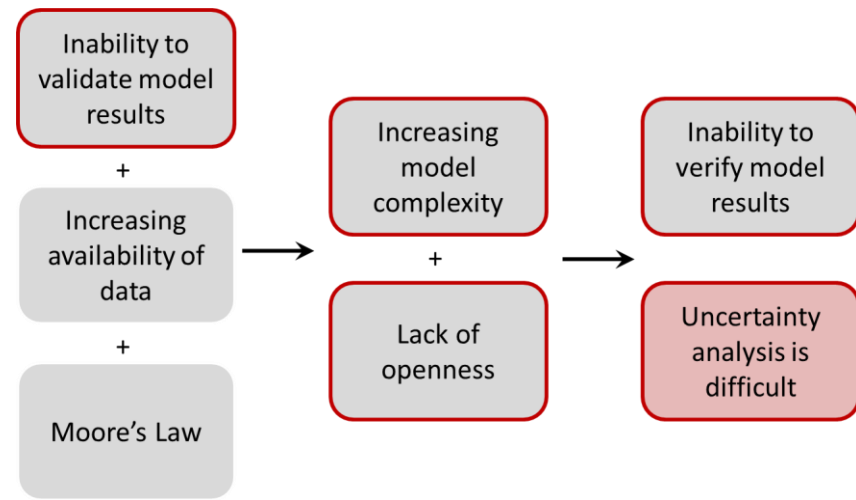 Inability to
validate model
results
+
Increasing
availability of
data
+
Moore's Law
Increasing
model
complexity
+
Lack of
openness
Inability to
verify model
results
Uncertainty
analysis is
difficult